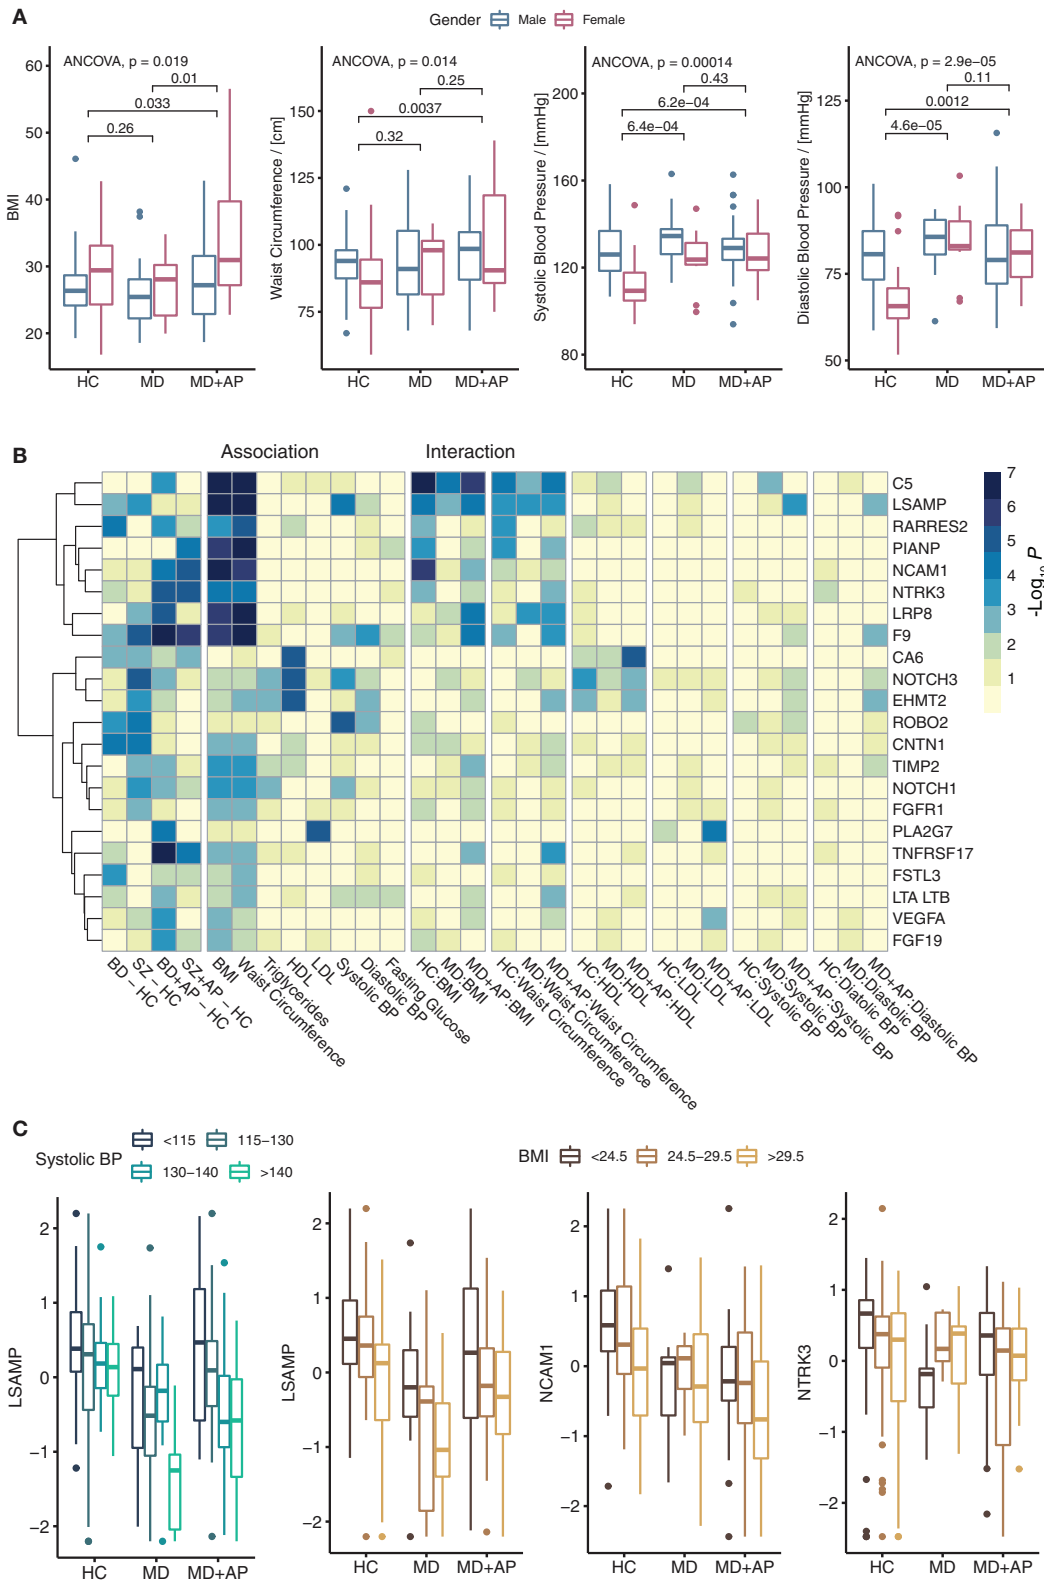 A
Gender Male Female
ANCOVA, p = 0.019
0.01
0.033
0.26
BMI
60
50
40
30
20
HC MD MD+AP
ANCOVA, p = 0.014
0.25
0.0037
0.32
Waist Circumference / [cm]
150
125
100
75
HC MD MD+AP
ANCOVA, p = 0.00014
0.43
6.2e−04
6.4e−04
Systolic Blood Pressure / [mmHg]
200
160
120
80
HC MD MD+AP
ANCOVA, p = 2.9e−05
0.11
0.0012
4.6e−05
Diastolic Blood Pressure / [mmHg]
125
100
75
50
HC MD MD+AP
B
Association Interaction
C5
LSAMP
RARRES2
PIANP
NCAM1
NTRK3
LRP8
F9
CA6
NOTCH3
EHMT2
ROBO2
CNTN1
TIMP2
NOTCH1
FGFR1
PLA2G7
TNFRSF17
FSTL3
LTA LTB
VEGFA
FGF19
7
6
5
4
3
2
1
-Log10 P
BD − HC
SZ − HC
BD+AP − HC
SZ+AP − HC
BMI
Waist Circumference
Triglycerides
HDL
LDL
Systolic BP
Diastolic BP
Fasting Glucose
HC:BMI
MD:BMI
MD+AP:BMI
HC:Waist Circumference
MD:Waist Circumference
MD+AP:Waist Circumference
HC:HDL
MD:HDL
MD+AP:HDL
HC:LDL
MD:LDL
MD+AP:LDL
HC:Systolic BP
MD:Systolic BP
MD+AP:Systolic BP
HC:Diatolic BP
MD:Diastolic BP
MD+AP:Diastolic BP
C
Systolic BP
<115 115−130
130−140 >140
BMI <24.5 24.5−29.5 >29.5
LSAMP
2
1
0
−1
−2
HC MD MD+AP
LSAMP
2
1
0
−1
−2
HC MD MD+AP
NCAM1
2
1
0
−1
−2
HC MD MD+AP
NTRK3
2
1
0
−1
−2
HC MD MD+AP